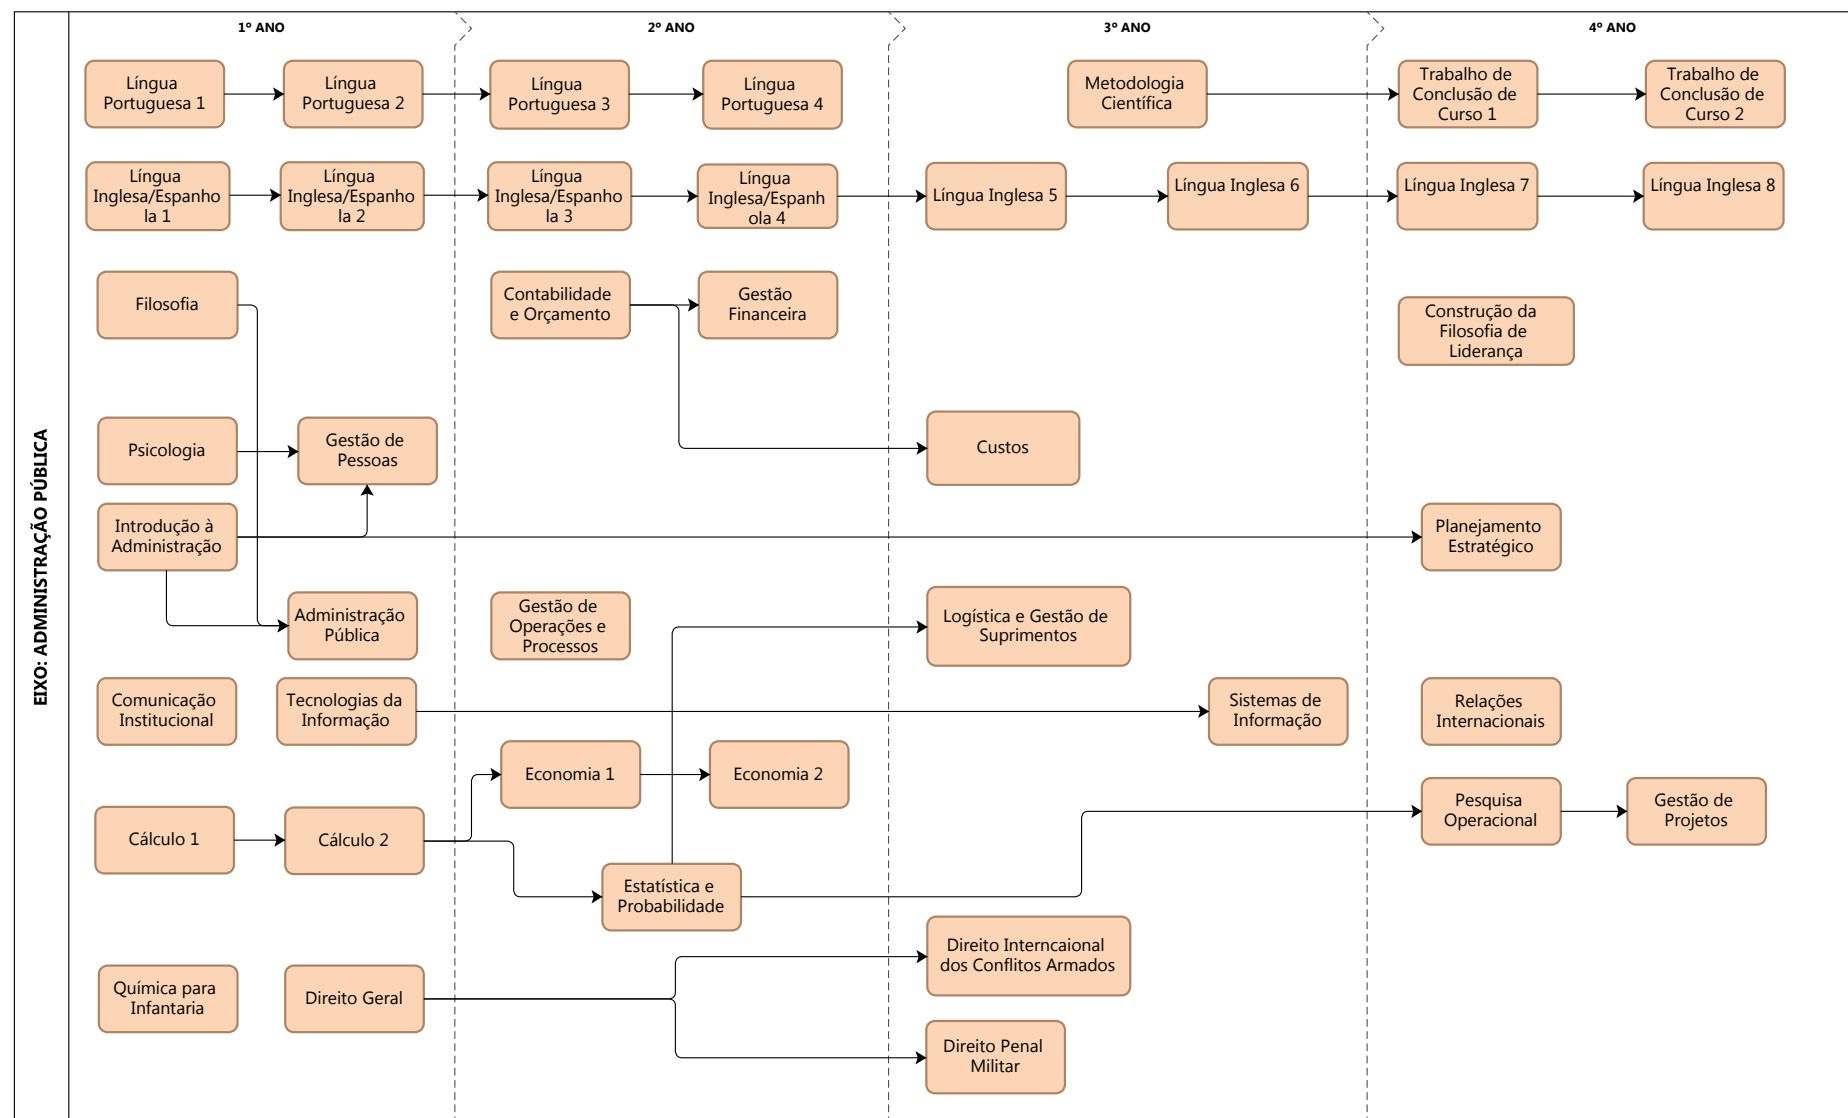 1º ANO
2º ANO
3º ANO
4º ANO
EIXO: ADMINISTRAÇÃO PÚBLICA
Língua
Portuguesa 1
Língua
Portuguesa 2
Língua
Portuguesa 3
Língua
Portuguesa 4
Metodologia
Científica
Trabalho de
Conclusão de
Curso 1
Trabalho de
Conclusão de
Curso 2
Língua
Inglesa/Espanho
la 1
Língua
Inglesa/Espanho
la 2
Língua
Inglesa/Espanho
la 3
Língua
Inglesa/Espanh
ola 4
Língua Inglesa 5
Língua Inglesa 6
Língua Inglesa 7
Língua Inglesa 8
Filosofia
Contabilidade
e Orçamento
Gestão
Financeira
Construção da
Filosofia de
Liderança
Psicologia
Gestão de
Pessoas
Custos
Introdução à
Administração
Planejamento
Estratégico
Administração
Pública
Gestão de
Operações e
Processos
Logística e Gestão de
Suprimentos
Comunicação
Institucional
Tecnologias da
Informação
Sistemas de
Informação
Relações
Internacionais
Economia 1
Economia 2
Cálculo 1
Cálculo 2
Pesquisa
Operacional
Gestão de
Projetos
Estatística e
Probabilidade
Direito Interncaional
dos Conflitos Armados
Química para
Infantaria
Direito Geral
Direito Penal
Militar